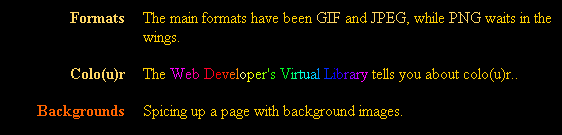 Formats The main formats have been GIF and JPEG, while PNG waits in the
wings.
Colo(u)r The Web Developer's Virtual Library tells you about colo(u)r..
Backgrounds Spicing up a page with background images.